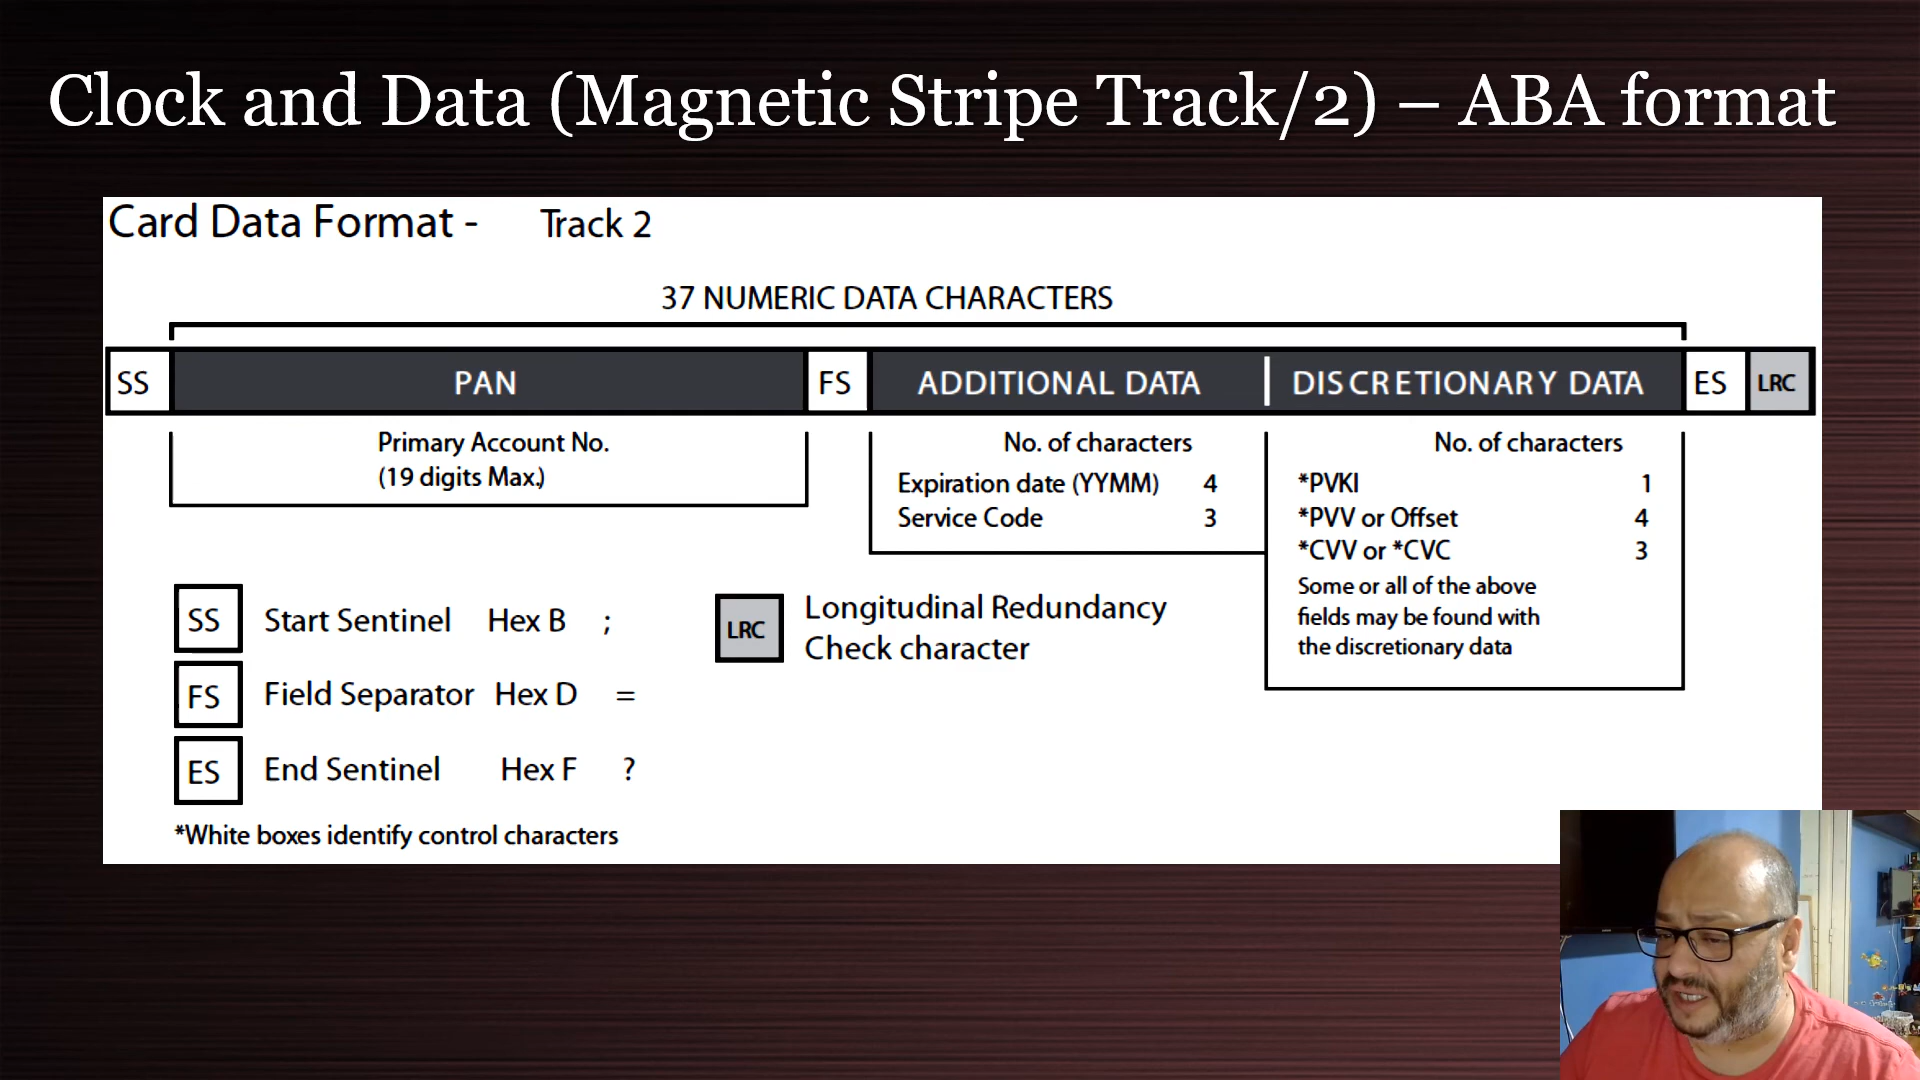 Clock and Data (Magnetic Stripe Track/2) – ABA format
Card Data Format - Track 2
37 NUMERIC DATA CHARACTERS
SS PAN FS ADDITIONAL DATA DISCRETIONARY DATA ES LRC
Primary Account No.
(19 digits Max.)
No. of characters
Expiration date (YYMM) 4
Service Code 3
No. of characters
*PVKI 1
*PVV or Offset 4
*CVV or *CVC 3
Some or all of the above
fields may be found with
the discretionary data
SS Start Sentinel Hex B ;
FS Field Separator Hex D =
ES End Sentinel Hex F ?
LRC Longitudinal Redundancy
Check character
*White boxes identify control characters